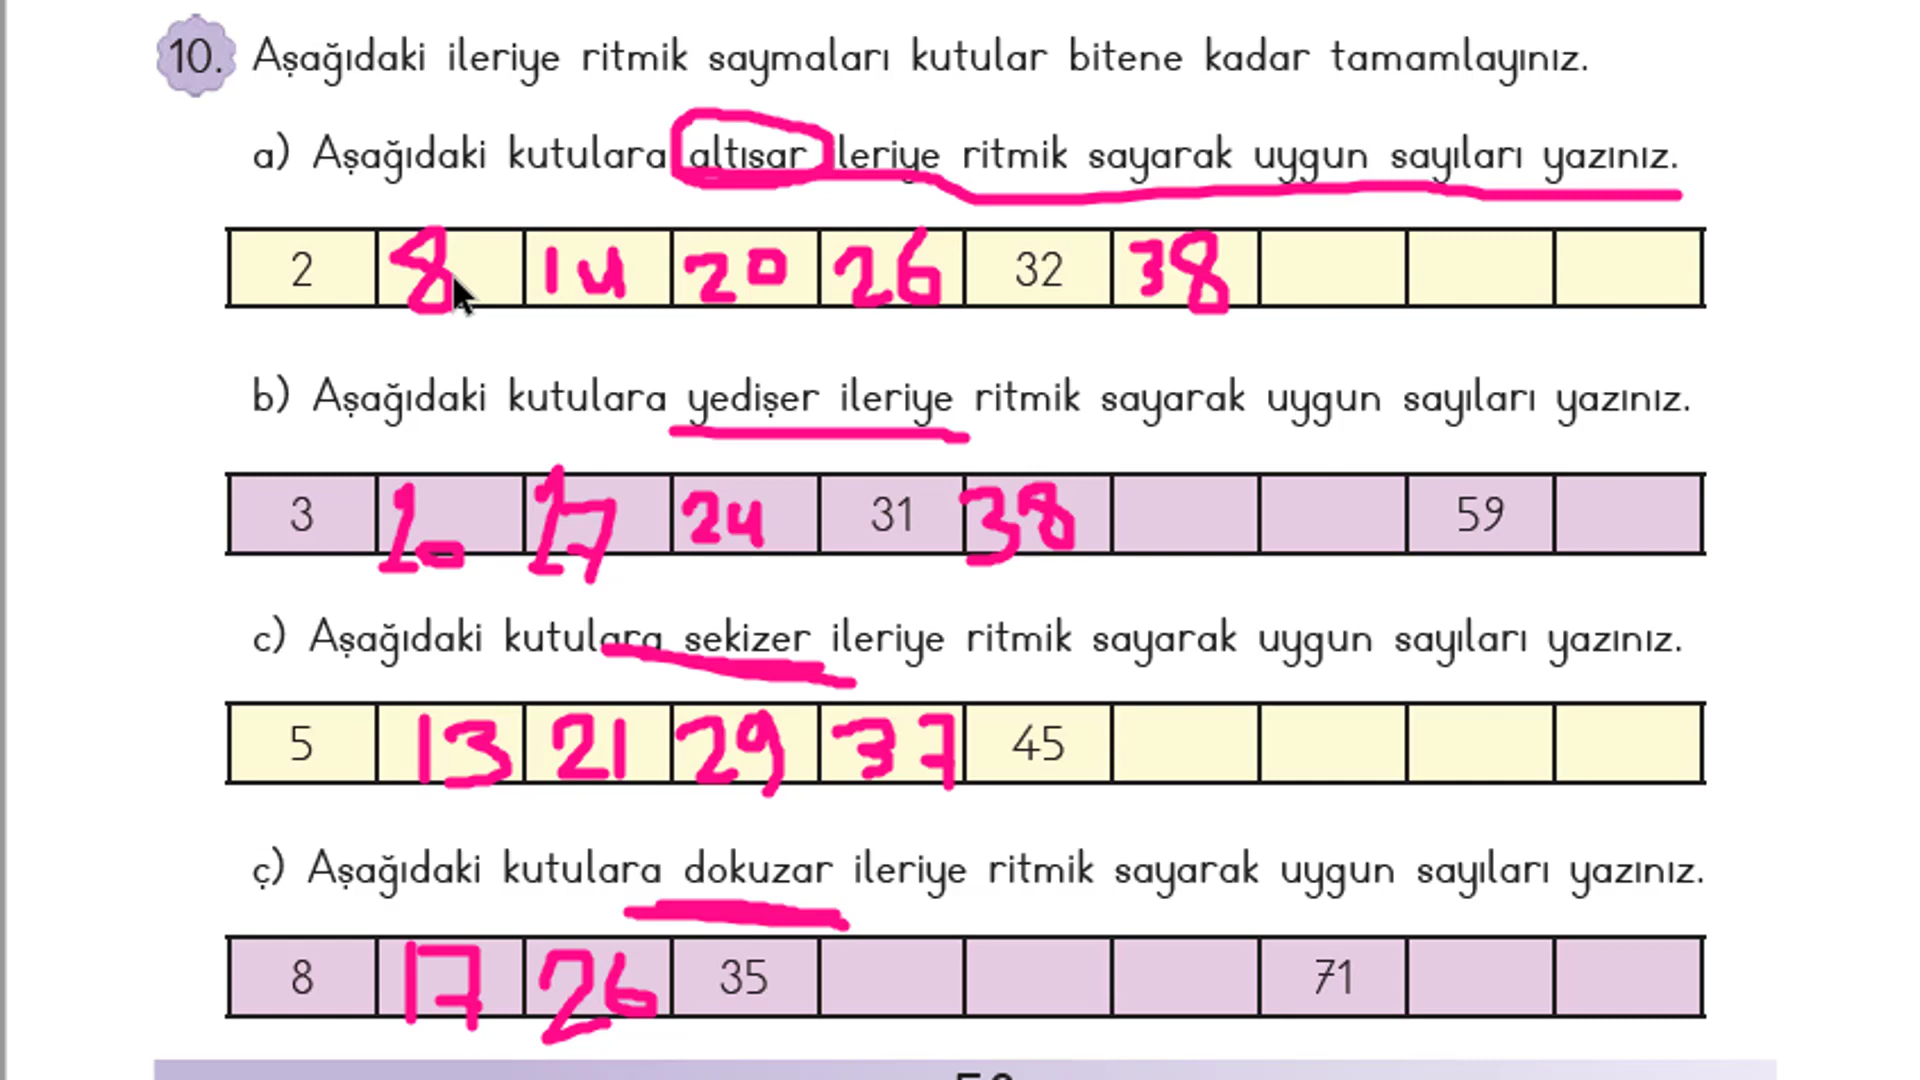 10. Aşağıdaki ileriye ritmik saymaları kutular bitene kadar tamamlayınız.
a) Aşağıdaki kutulara altışar leriye ritmik sayarak uygun sayıları yazınız.
2 8 14 20 26 32 38
b) Aşağıdaki kutulara yedişer ileriye ritmik sayarak uygun sayıları yazınız.
3 10 17 24 31 38 59
c) Aşağıdaki kutulara sekizer ileriye ritmik sayarak uygun sayıları yazınız.
5 13 21 29 37 45
ç) Aşağıdaki kutulara dokuzar ileriye ritmik sayarak uygun sayıları yazınız.
8 17 26 35 71